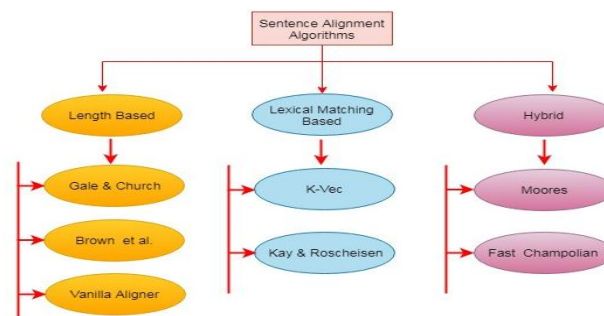 Sentence Alignment
Algorithms
Length Based
Lexical Matching
Based
Hybrid
Gale & Church
K-Vec
Moores
Brown et al.
Kay & Roscheisen
Fast Champolian
Vanilla Aligner